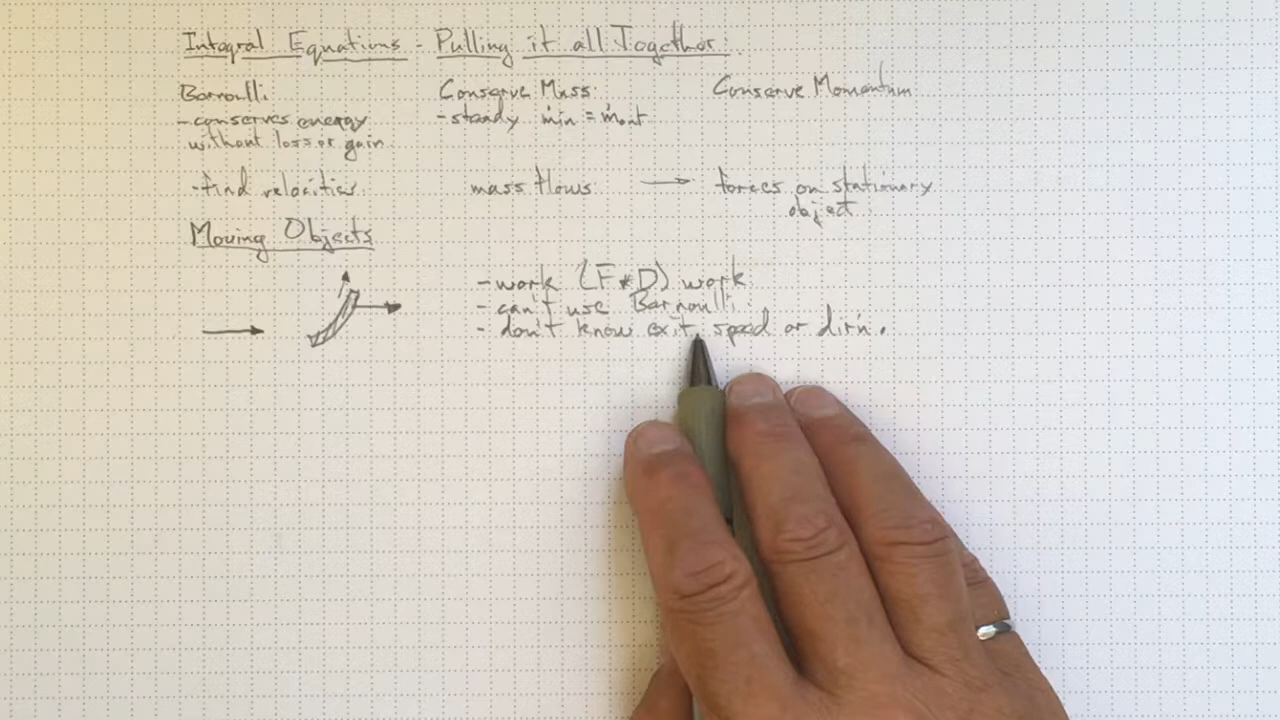 Integral Equations - Pulling it all Together
Bernoulli
Conserve Mass
Conserve Momentum
- conserves energy
without loss or gain
- steady ṁin = ṁout
- find velocities
mass flows → forces on stationary
object
Moving Objects
- work (F*D) work
- can't use Bernoulli
- don't know exit speed or dir'n.